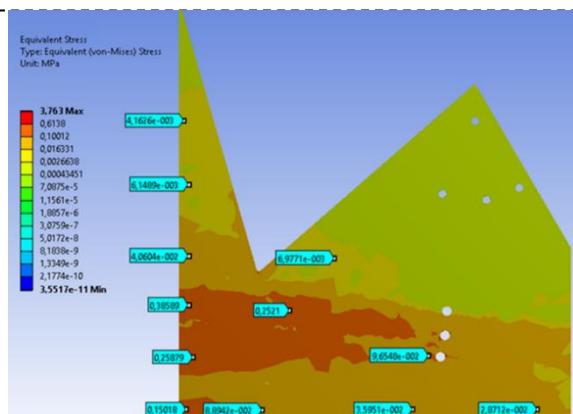 Equivalent Stress
Type: Equivalent (von-Mises) Stress
Unit: MPa
3,763 Max
0,6138
0,10012
0,016331
0,0026638
0,00043451
7,0875e-5
1,1561e-5
1,8857e-6
3,0759e-7
5,0172e-8
8,1838e-9
1,3349e-9
2,1774e-10
3,5517e-11 Min
4,1626e-003
6,1489e-003
4,0604e-002
6,9771e-003
0,38589
0,2521
0,25879
9,6548e-002
0,15018
8,8942e-002
3,5951e-002
2,8712e-002